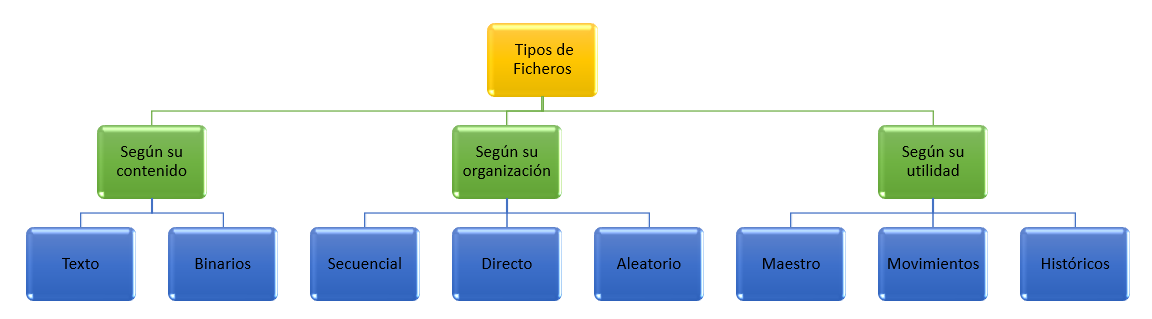 Tipos de
Ficheros
Según su
contenido
Según su
organización
Según su
utilidad
Texto
Binarios
Secuencial
Directo
Aleatorio
Maestro
Movimientos
Históricos